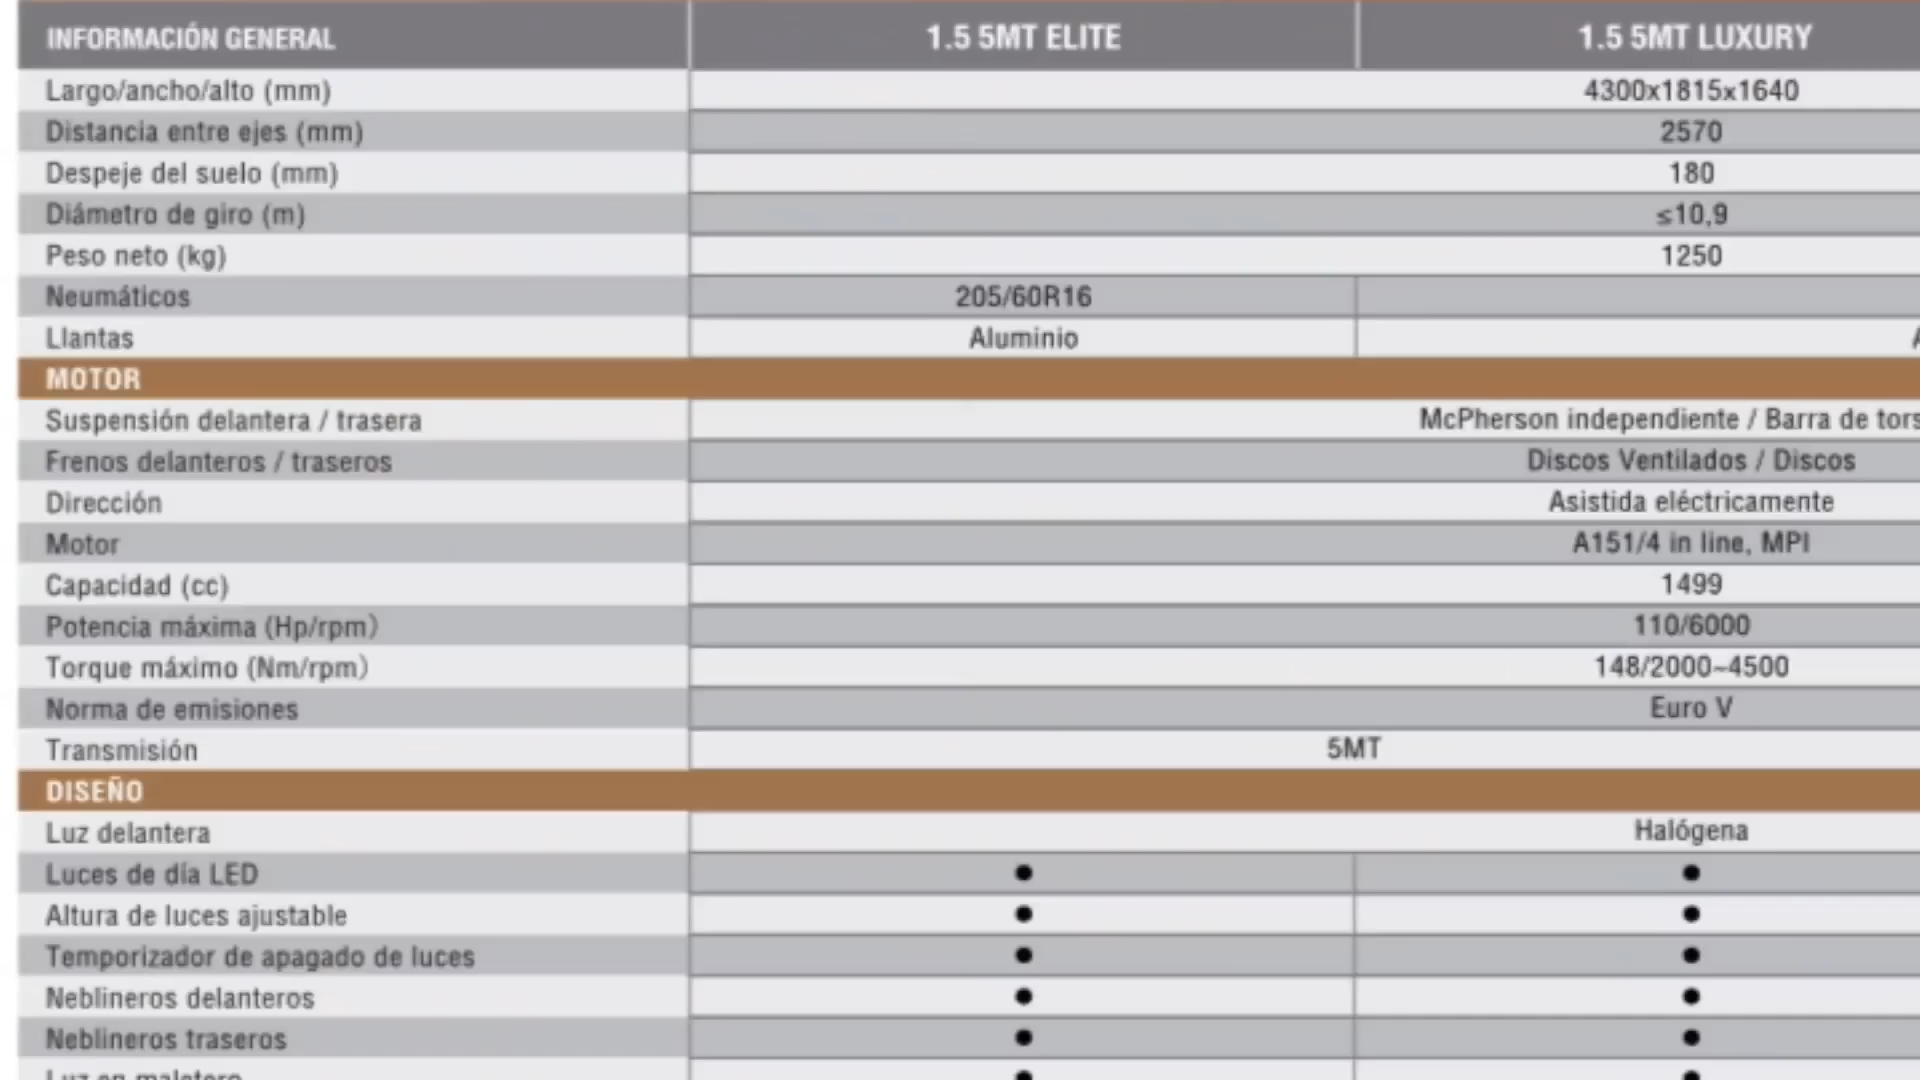 INFORMACIÓN GENERAL 1.5 5MT ELITE 1.5 5MT LUXURY
Largo/ancho/alto (mm) 4300x1815x1640
Distancia entre ejes (mm) 2570
Despeje del suelo (mm) 180
Diámetro de giro (m) ≤10,9
Peso neto (kg) 1250
Neumáticos 205/60R16
Llantas Aluminio A
MOTOR
Suspensión delantera / trasera McPherson independiente / Barra de tors
Frenos delanteros / traseros Discos Ventilados / Discos
Dirección Asistida eléctricamente
Motor A151/4 in line, MPI
Capacidad (cc) 1499
Potencia máxima (Hp/rpm) 110/6000
Torque máximo (Nm/rpm) 148/2000~4500
Norma de emisiones Euro V
Transmisión 5MT
DISEÑO
Luz delantera Halógena
Luces de día LED ● ●
Altura de luces ajustable ● ●
Temporizador de apagado de luces ● ●
Neblineros delanteros ● ●
Neblineros traseros ● ●
Luz en maletero ● ●